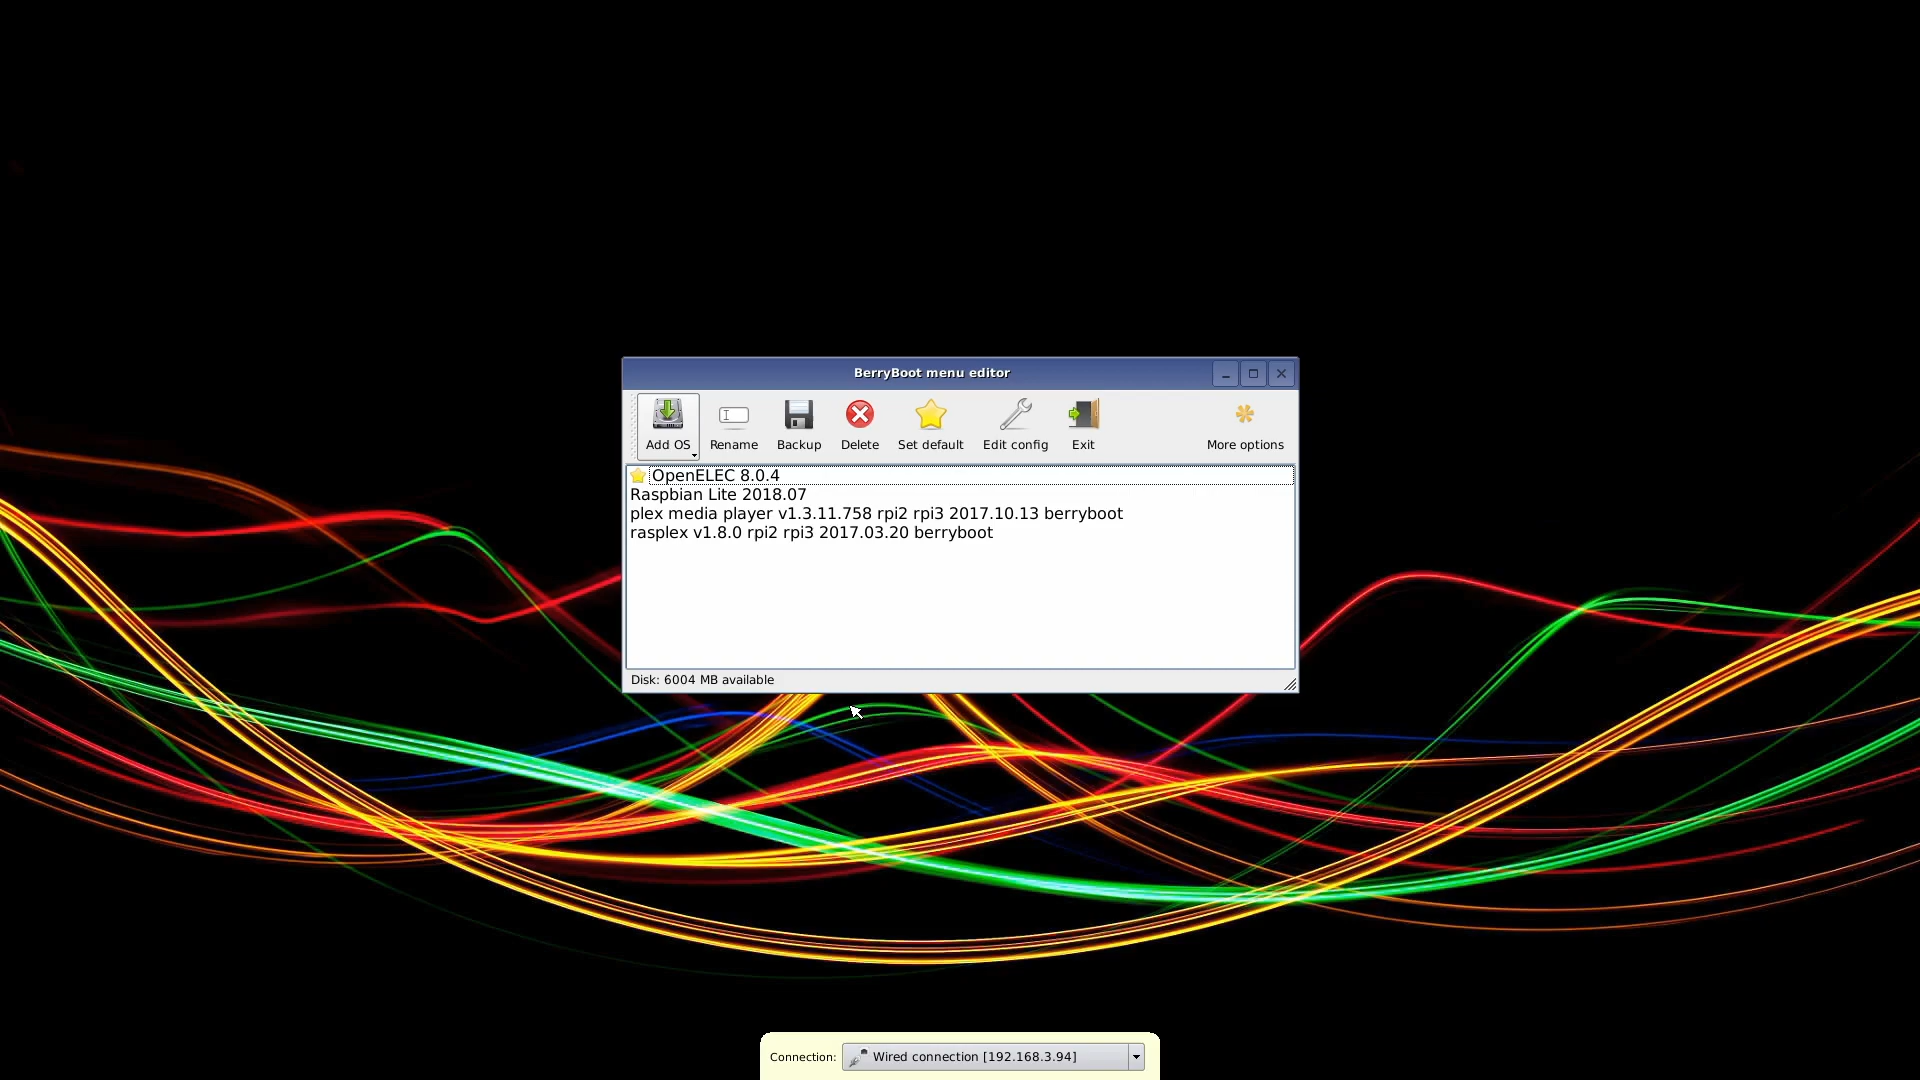 BerryBoot menu editor
Add OS Rename Backup Delete Set default Edit config Exit More options
OpenELEC 8.0.4
Raspbian Lite 2018.07
plex media player v1.3.11.758 rpi2 rpi3 2017.10.13 berryboot
rasplex v1.8.0 rpi2 rpi3 2017.03.20 berryboot
Disk: 6004 MB available
Connection: Wired connection [192.168.3.94]